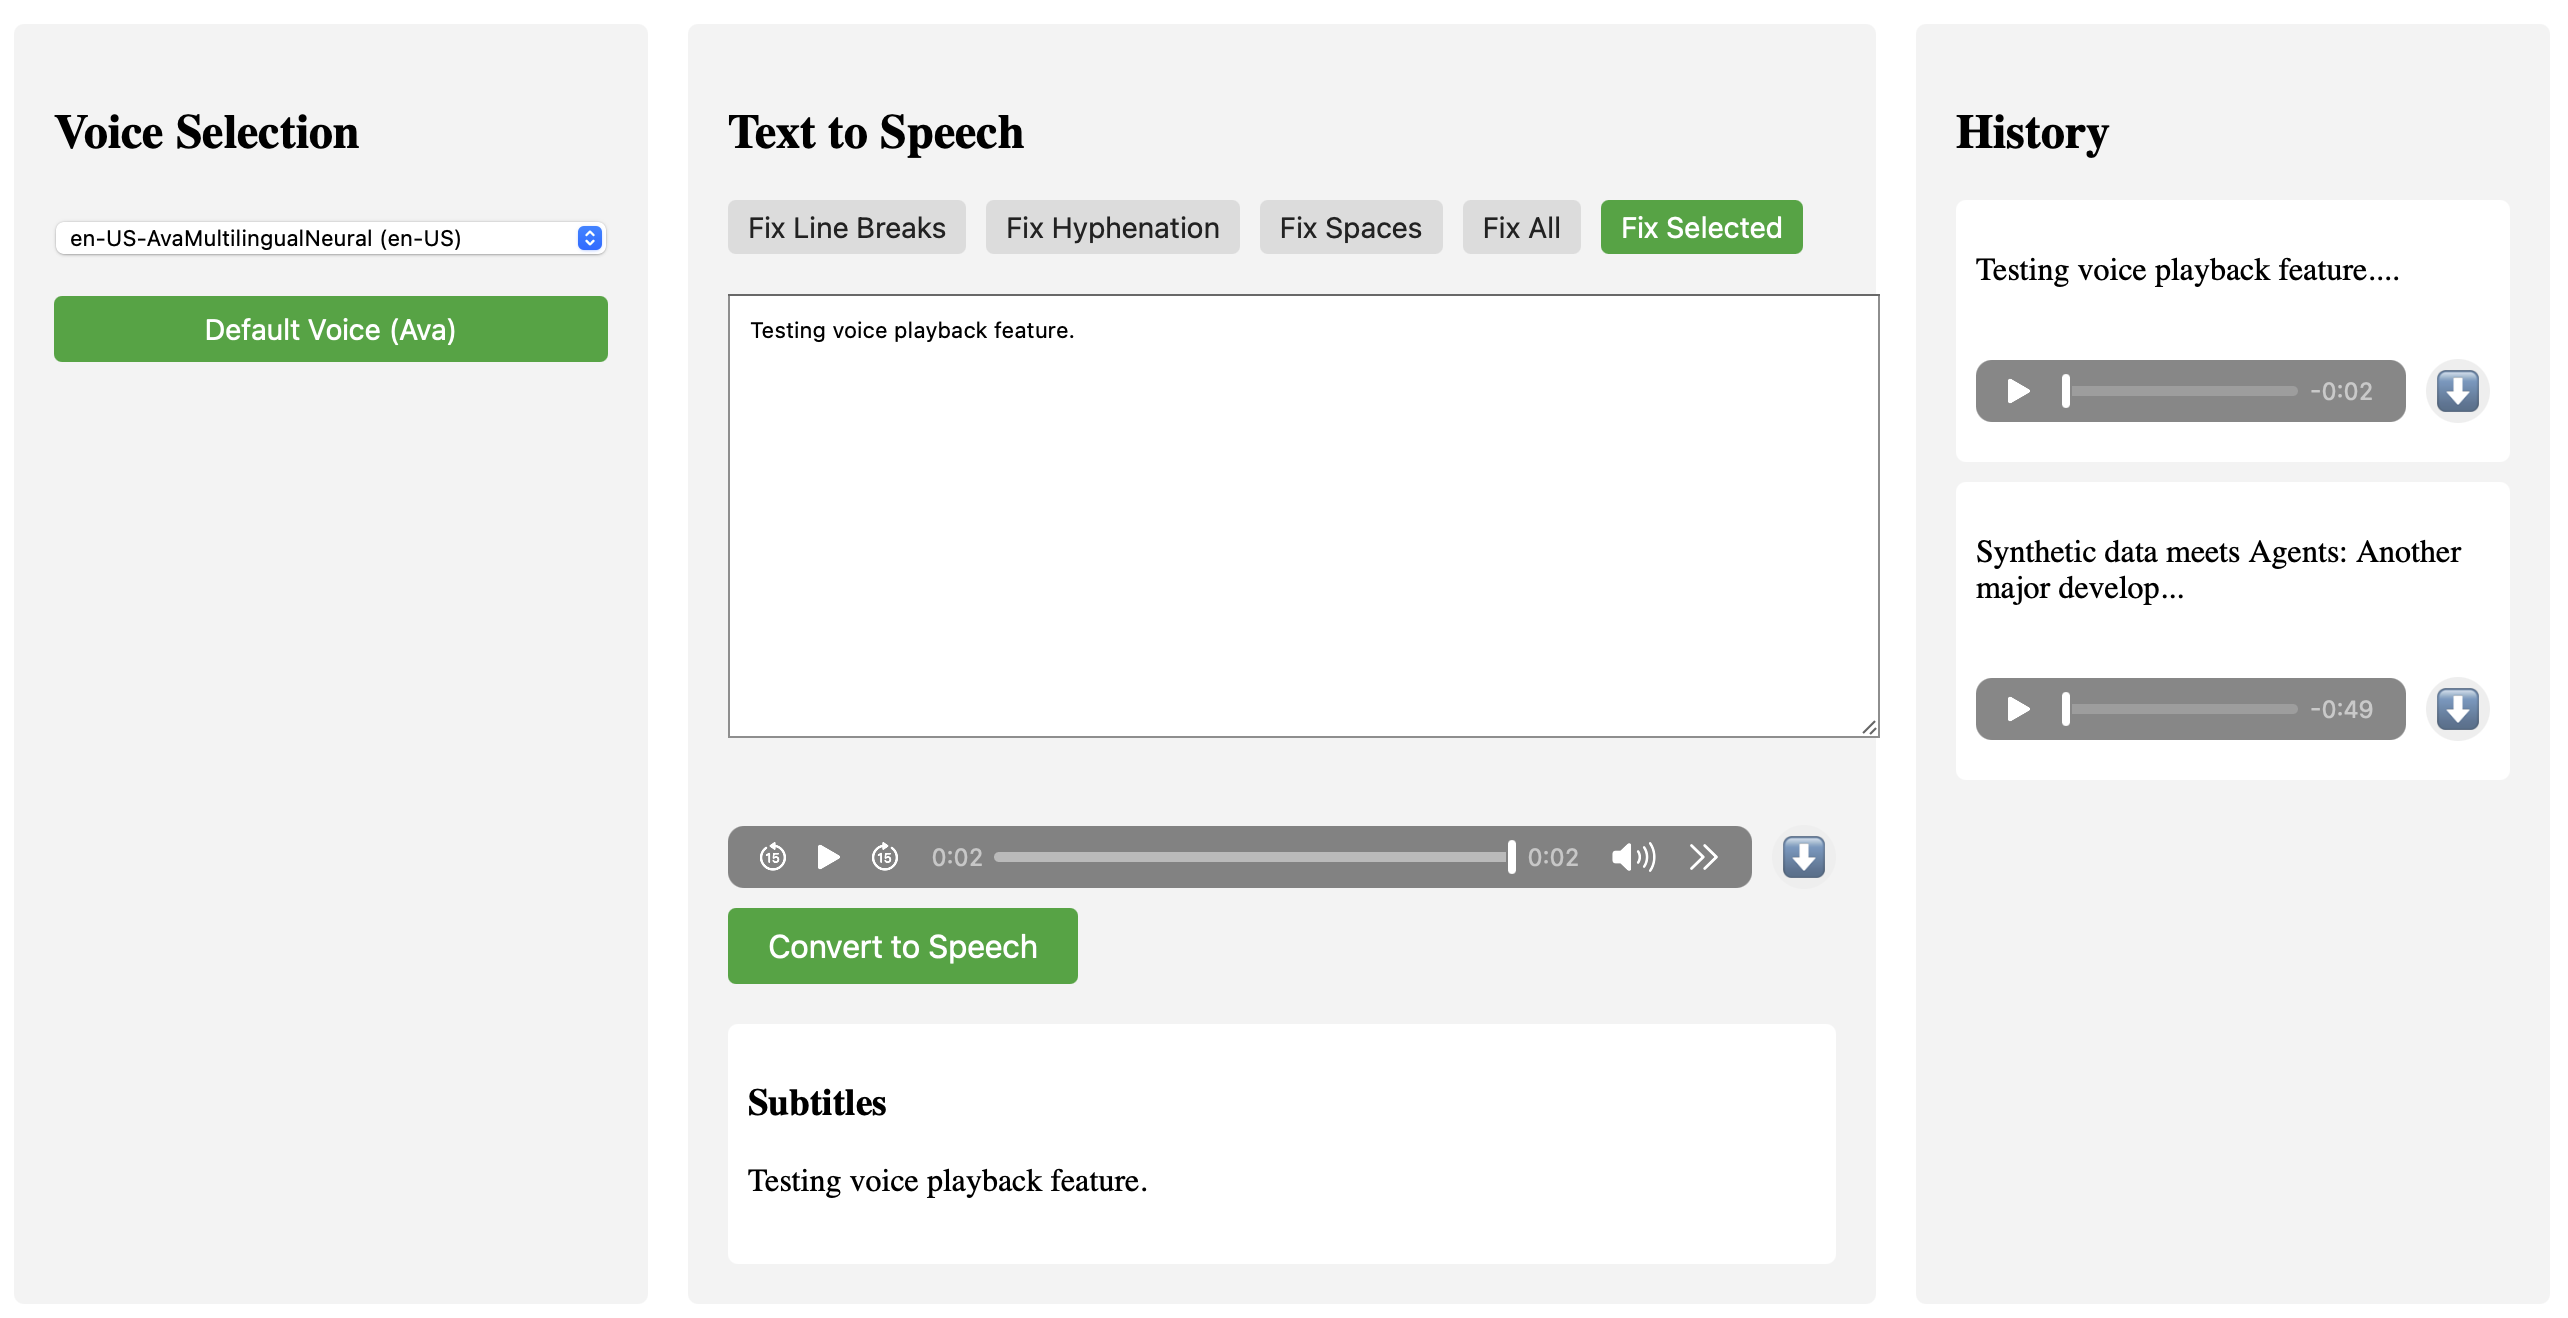 Voice Selection
en-US-AvaMultilingualNeural (en-US)
Default Voice (Ava)
Text to Speech
Fix Line Breaks
Fix Hyphenation
Fix Spaces
Fix All
Fix Selected
Testing voice playback feature.
15
15
0:02
0:02
Convert to Speech
Subtitles
Testing voice playback feature.
History
Testing voice playback feature....
-0:02
Synthetic data meets Agents: Another
major develop...
-0:49